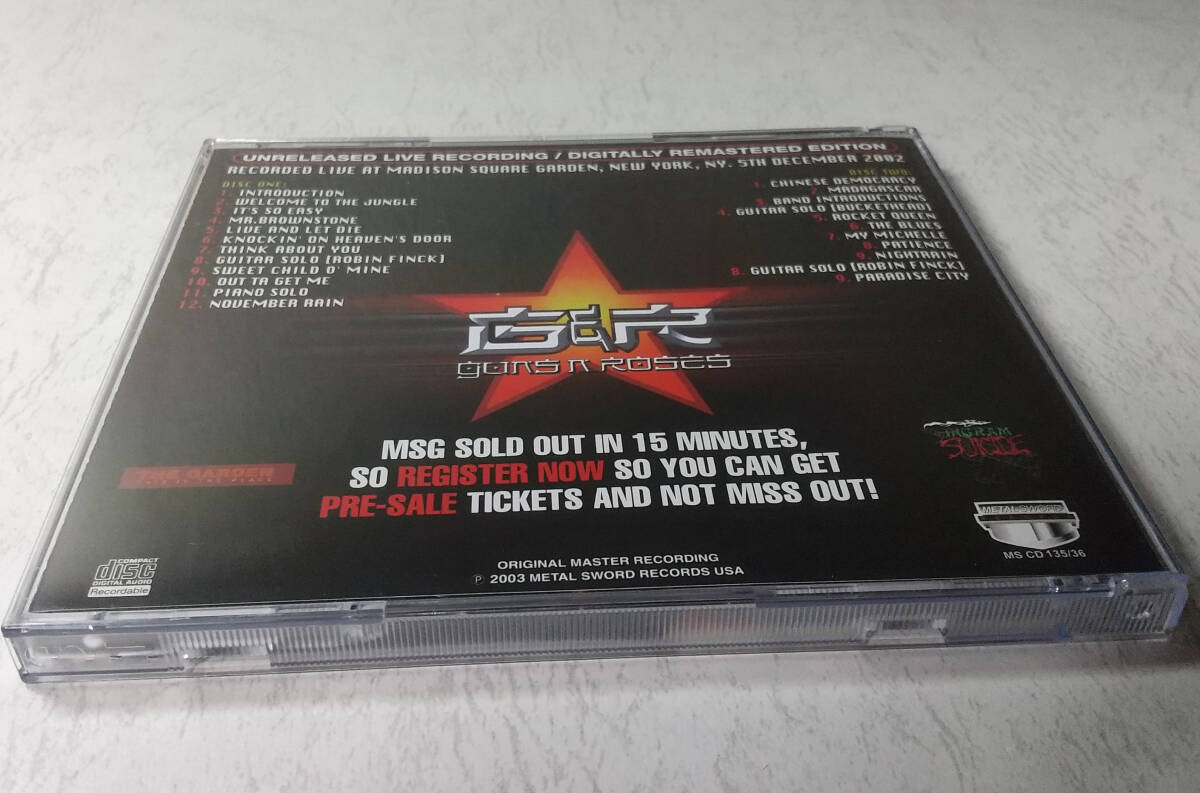 UNRELEASED LIVE RECORDING / DIGITALLY REMASTERED EDITION
RECORDED LIVE AT MADISON SQUARE GARDEN, NEW YORK, NY. 5TH DECEMBER 2002
DISC ONE:
1. INTRODUCTION
2. WELCOME TO THE JUNGLE
3. IT'S SO EASY
4. MR.BROWNSTONE
5. LIVE AND LET DIE
6. KNOCKIN' ON HEAVEN'S DOOR
7. THINK ABOUT YOU
8. GUITAR SOLO [ROBIN FINCK]
9. SWEET CHILD O' MINE
10. OUT TA GET ME
11. PIANO SOLO
12. NOVEMBER RAIN
DISC TWO:
1. CHINESE DEMOCRACY
2. MADAGASCAR
3. BAND INTRODUCTIONS
4. GUITAR SOLO [BUCKETHEAD]
5. ROCKET QUEEN
6. THE BLUES
7. MY MICHELLE
8. PATIENCE
9. NIGHTRAIN
8. GUITAR SOLO [ROBIN FINCK]
9. PARADISE CITY
G&R
GUNS N' ROSES
MSG SOLD OUT IN 15 MINUTES,
SO REGISTER NOW SO YOU CAN GET
PRE-SALE TICKETS AND NOT MISS OUT!
THE GARDEN
INGRAM
SUICIDE
METAL SWORD
MS CD 135/36
COMPACT
disc
DIGITAL AUDIO
Recordable
ORIGINAL MASTER RECORDING
℗ 2003 METAL SWORD RECORDS USA